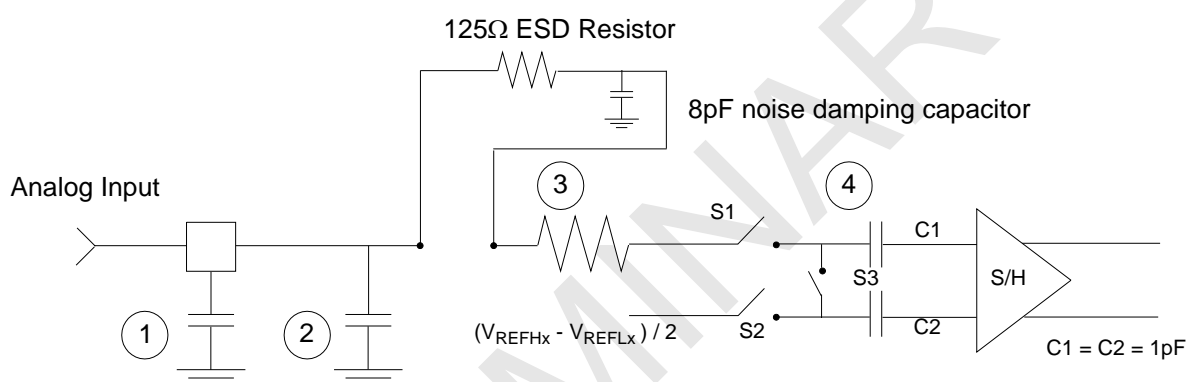 125Ω ESD Resistor
8pF noise damping capacitor
Analog Input
3
4
S1
C1
S3
S/H
1
2
(VREFHx - VREFLx ) / 2
S2
C2
C1 = C2 = 1pF
MINAR